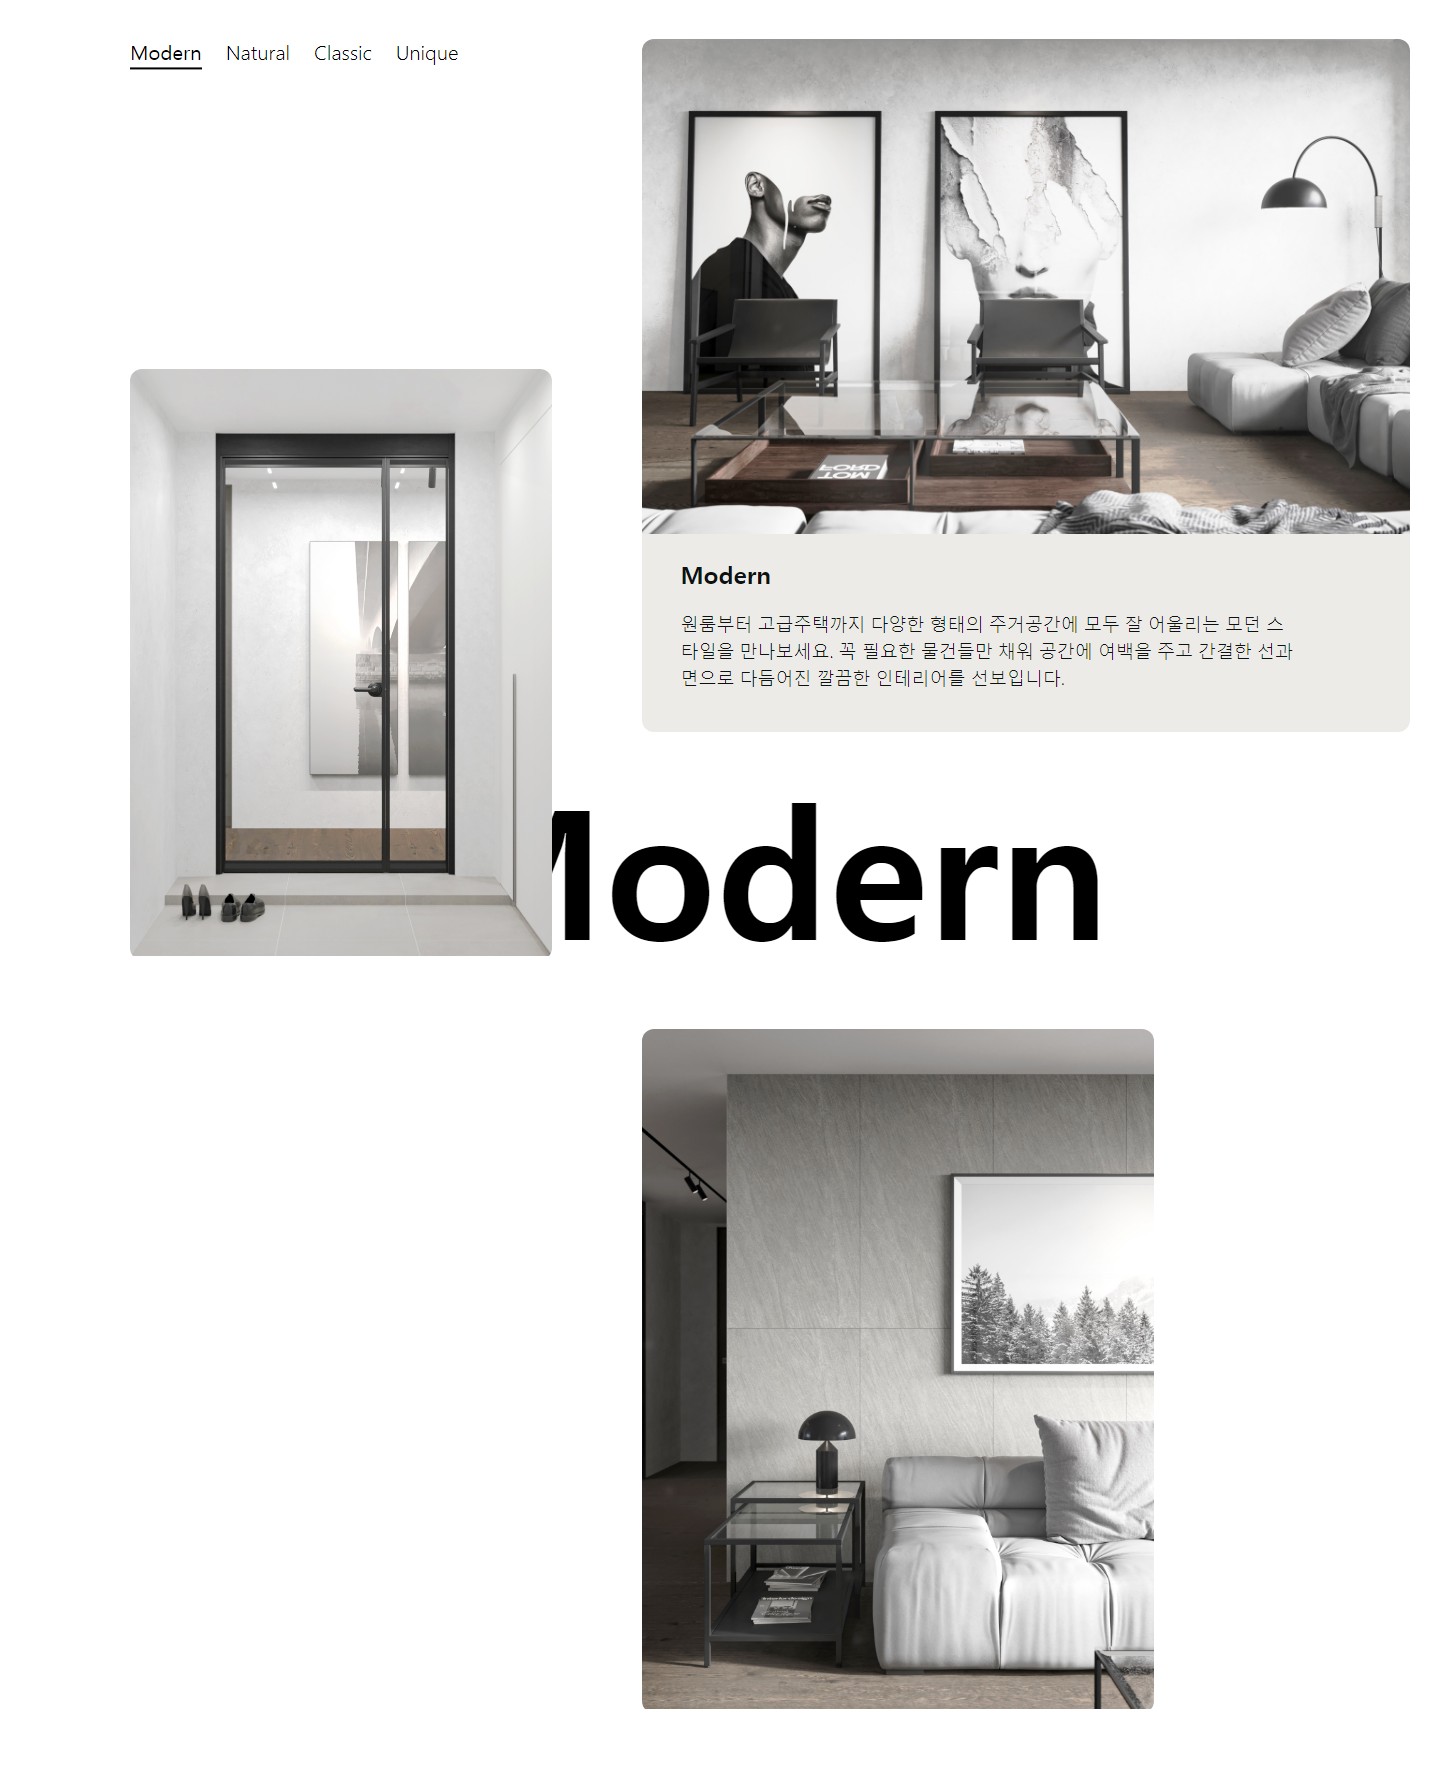 Modern Natural Classic Unique
FORD
MOT
Modern
원룸부터 고급주택까지 다양한 형태의 주거공간에 모두 잘 어울리는 모던 스
타일을 만나보세요. 꼭 필요한 물건들만 채워 공간에 여백을 주고 간결한 선과
면으로 다듬어진 깔끔한 인테리어를 선보입니다.
Modern